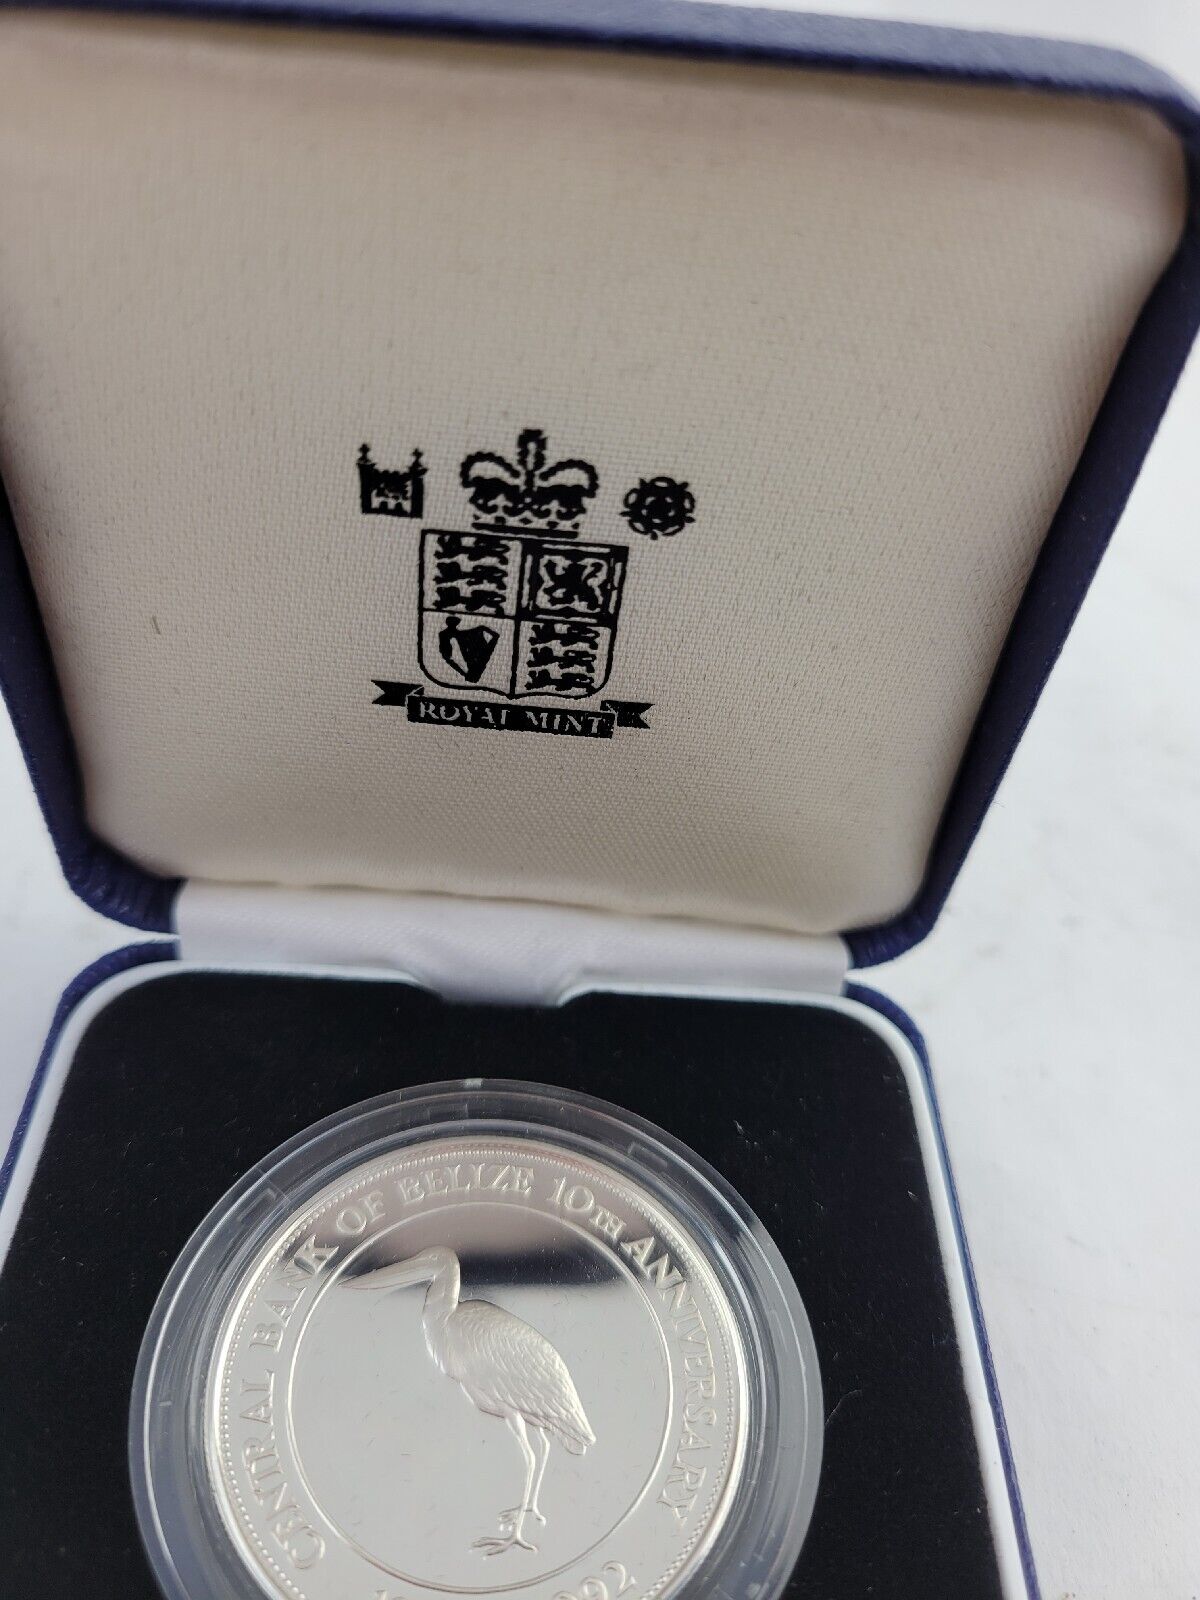 ROYAL MINT
CENTRAL BANK OF BELIZE 10TH ANNIVERSARY